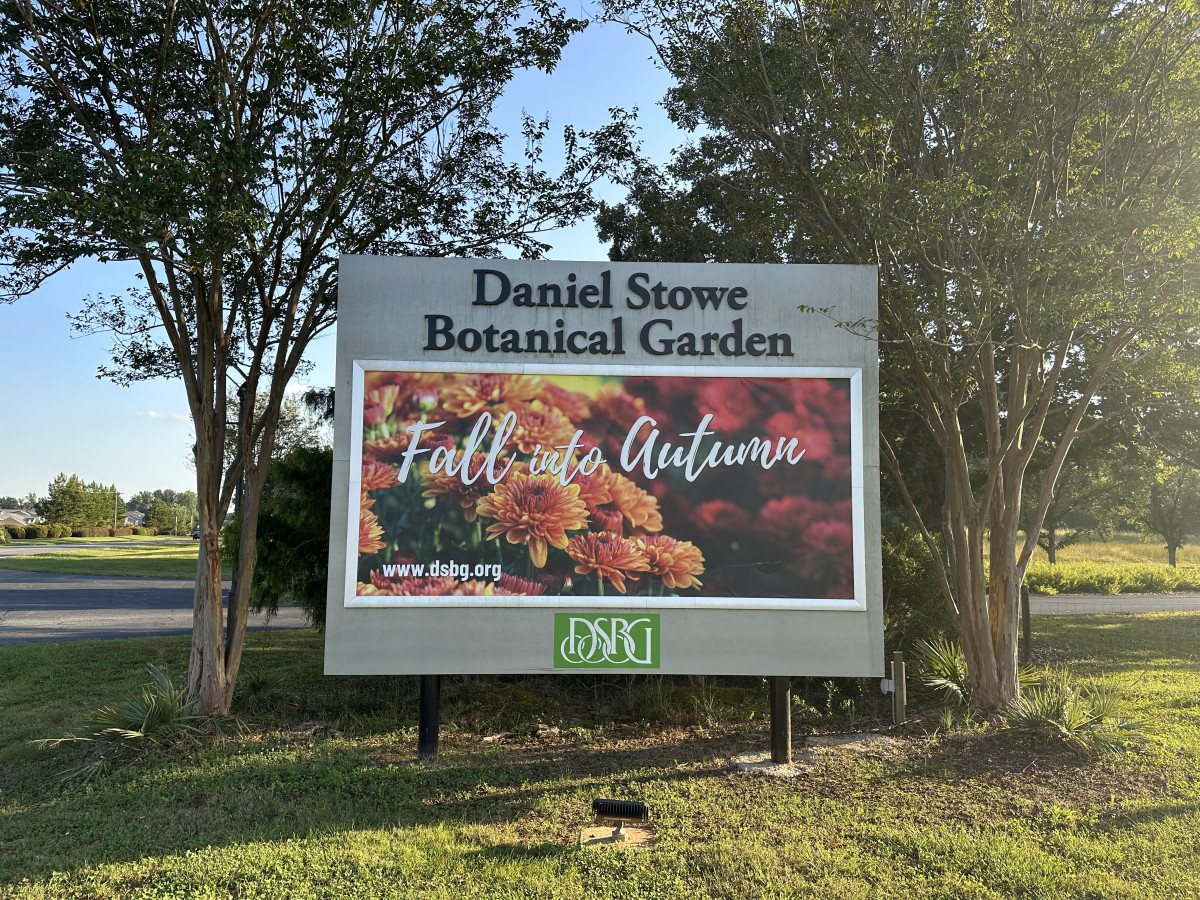 Daniel Stowe
Botanical Garden
Fall into Autumn
www.dsbg.org
DSBG